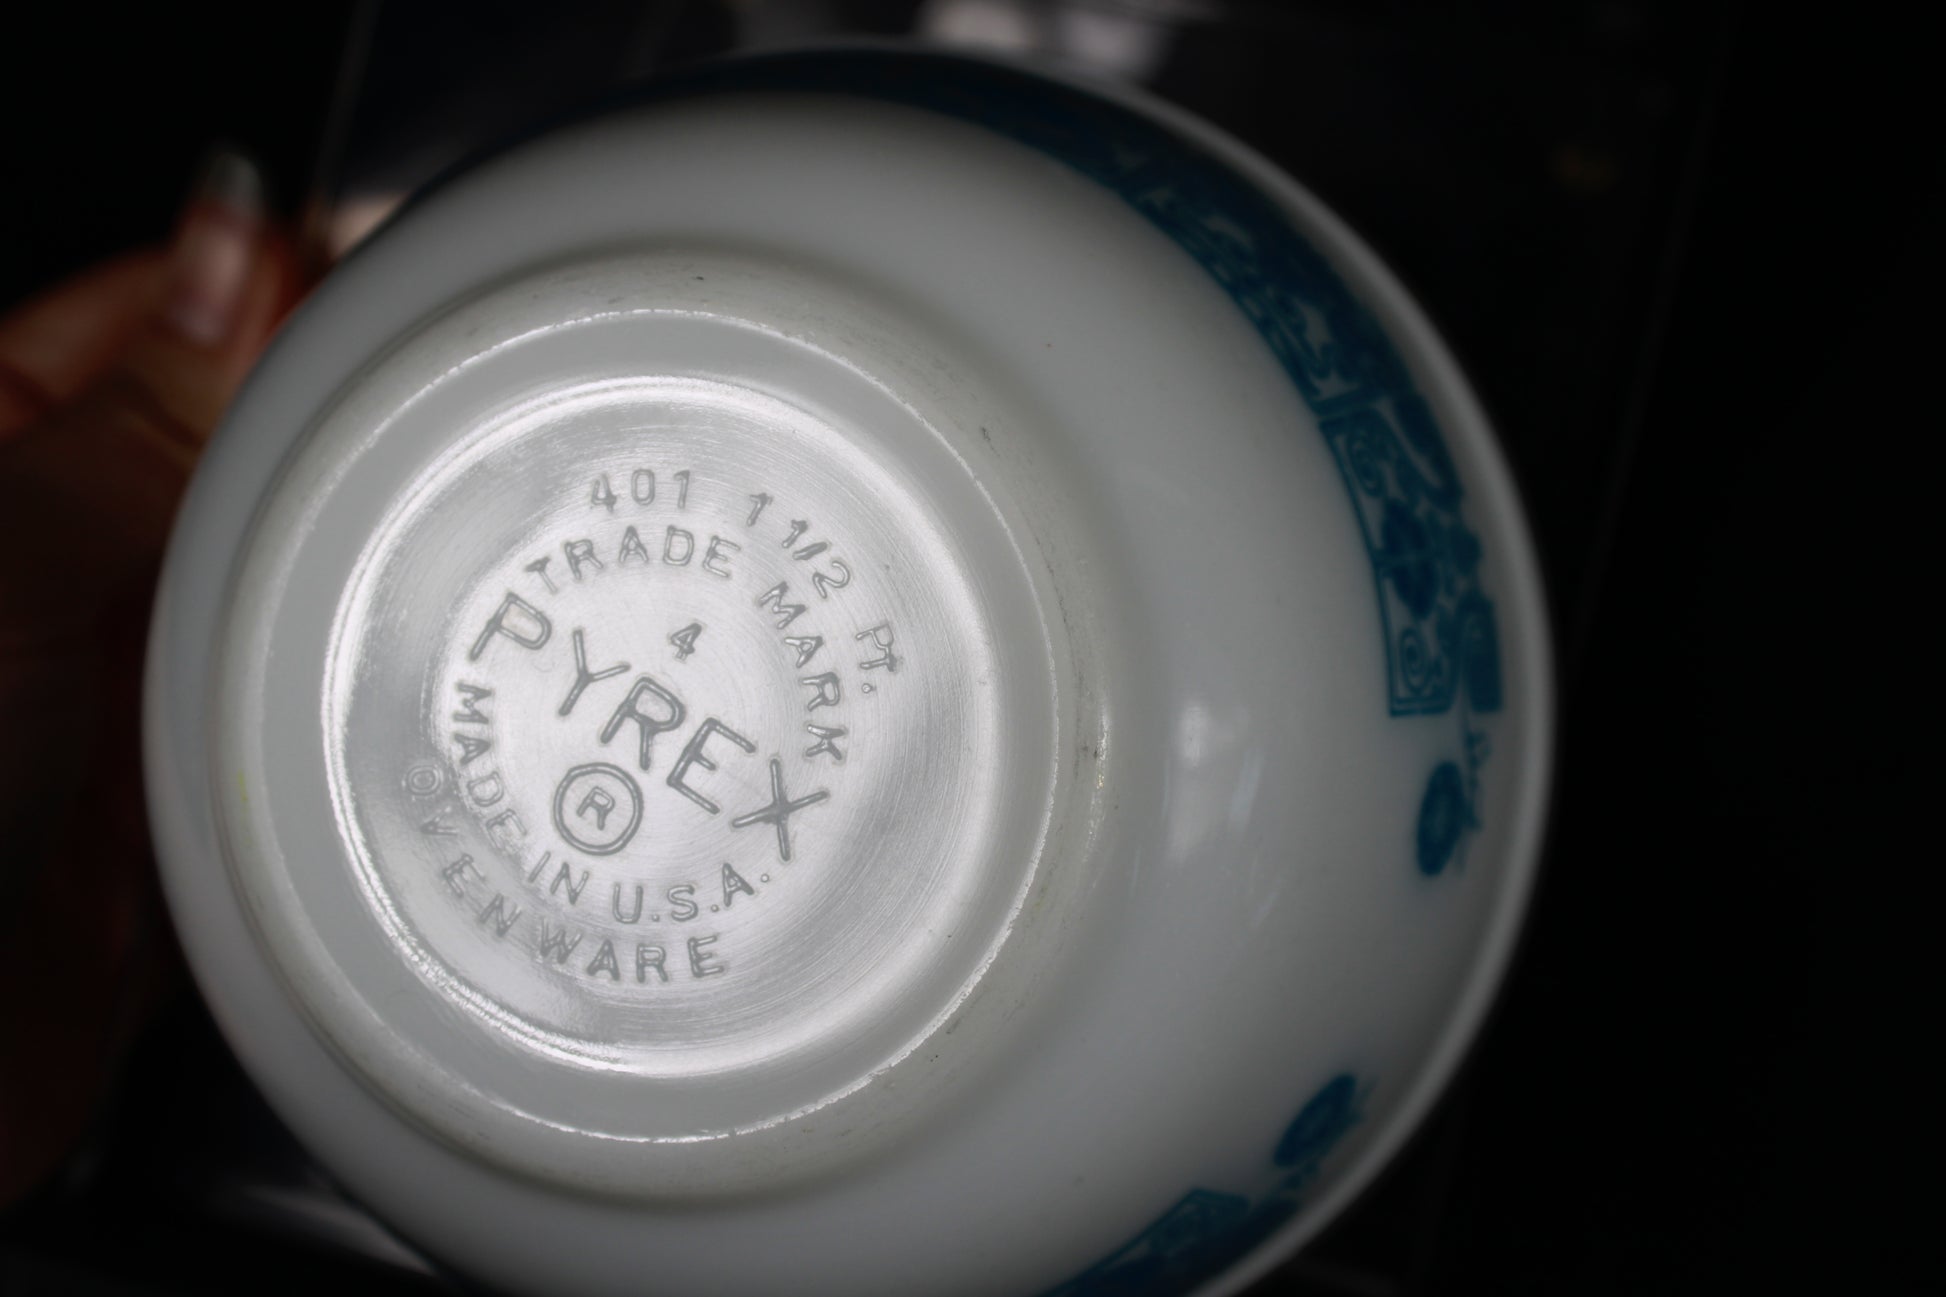 401 1 1/2 PT.
TRADE MARK
4
PYREX
®
MADE IN U.S.A.
OVENWARE